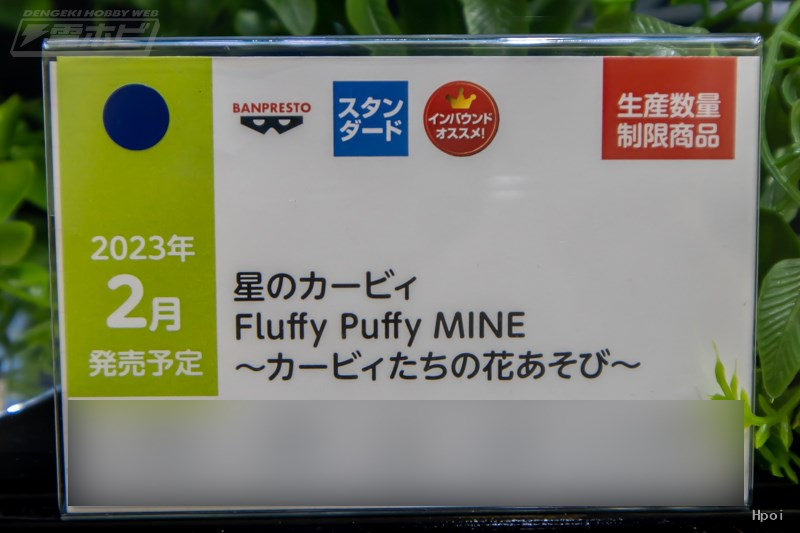 DENGEKI HOBBY WEB
電ホビ
BANPRESTO
スタン
ダード
インバウンド
オススメ!
生産数量
制限商品
2023年
2月
発売予定
星のカービィ
Fluffy Puffy MINE
～カービィたちの花あそび～
Hpoi